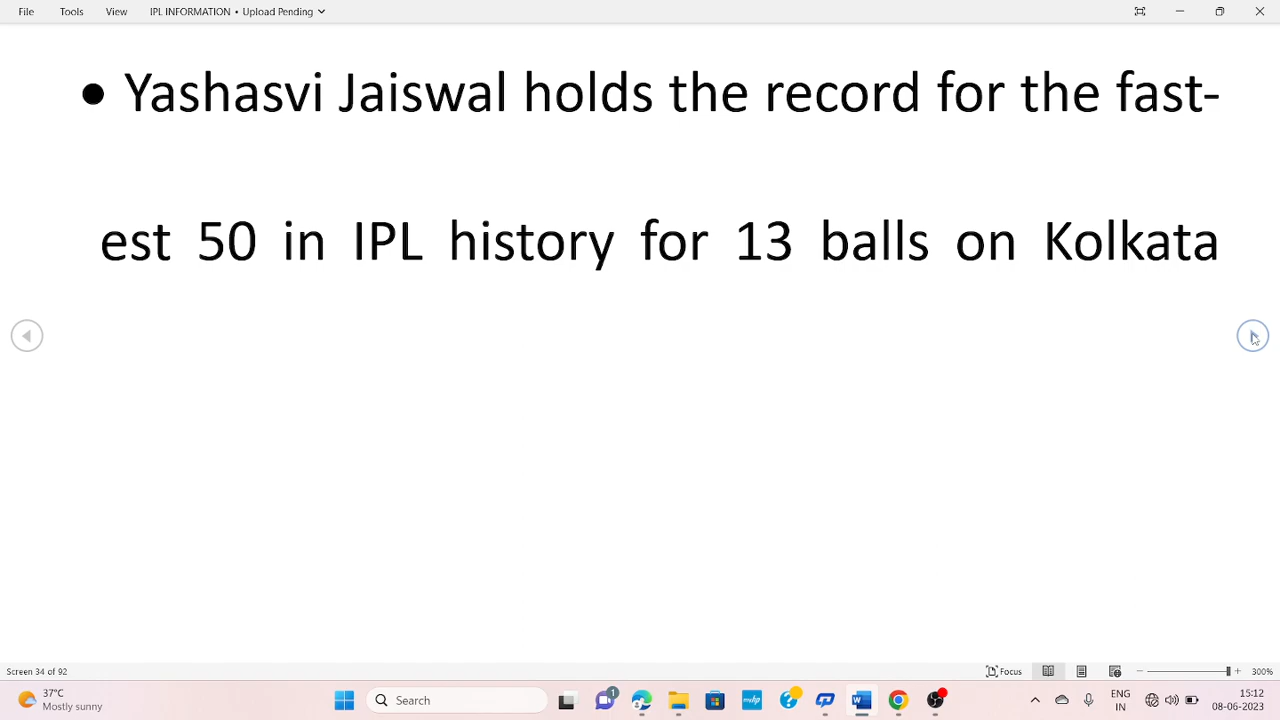 File Tools View IPL INFORMATION • Upload Pending
• Yashasvi Jaiswal holds the record for the fast-
est 50 in IPL history for 13 balls on Kolkata
Screen 34 of 92
Focus
300%
37°C
Mostly sunny
Search
1
myhp
ENG
IN
15:12
08-06-2023